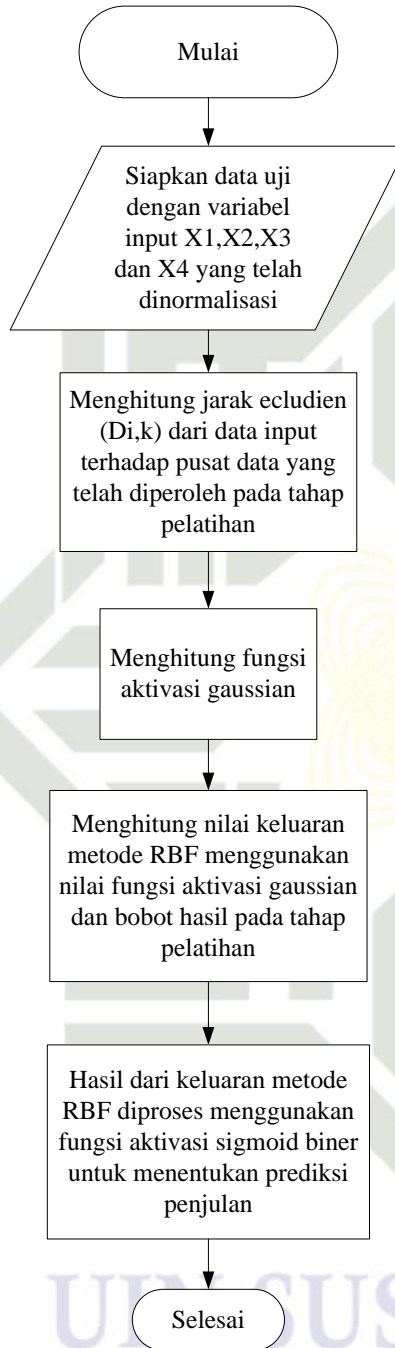 Mulai
Siapkan data uji
dengan variabel
input X1,X2,X3
dan X4 yang telah
dinormalisasi
Menghitung jarak ecludien
(Di,k) dari data input
terhadap pusat data yang
telah diperoleh pada tahap
pelatihan
Menghitung fungsi
aktivasi gaussian
Menghitung nilai keluaran
metode RBF menggunakan
nilai fungsi aktivasi gaussian
dan bobot hasil pada tahap
pelatihan
Hasil dari keluaran metode
RBF diproses menggunakan
fungsi aktivasi sigmoid biner
untuk menentukan prediksi
penjulan
UIN SUS
Selesai